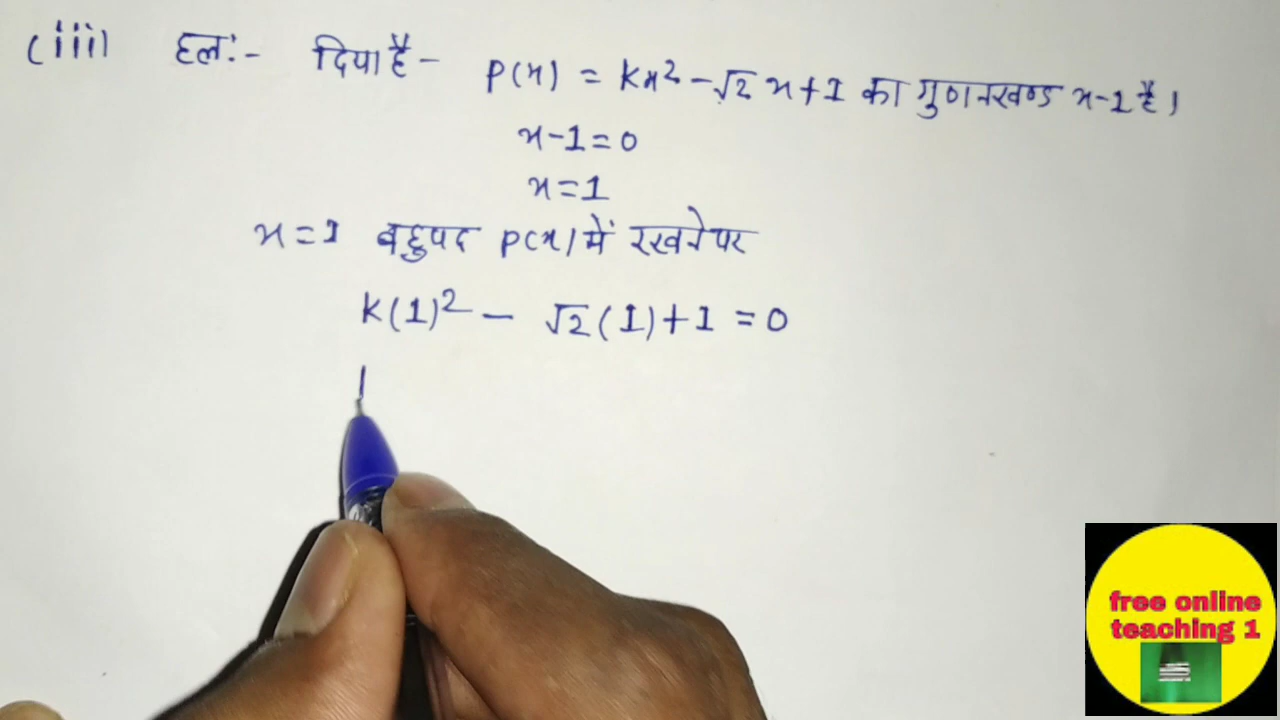 (iii) हलः- दिया है- P(x) = Kx² - √2 x + 1 का गुणनखण्ड x-1 है।
x-1=0
x=1
x=1 बहुपद P(x) में रखने पर
K(1)² - √2(1)+1 = 0
free online
teaching 1